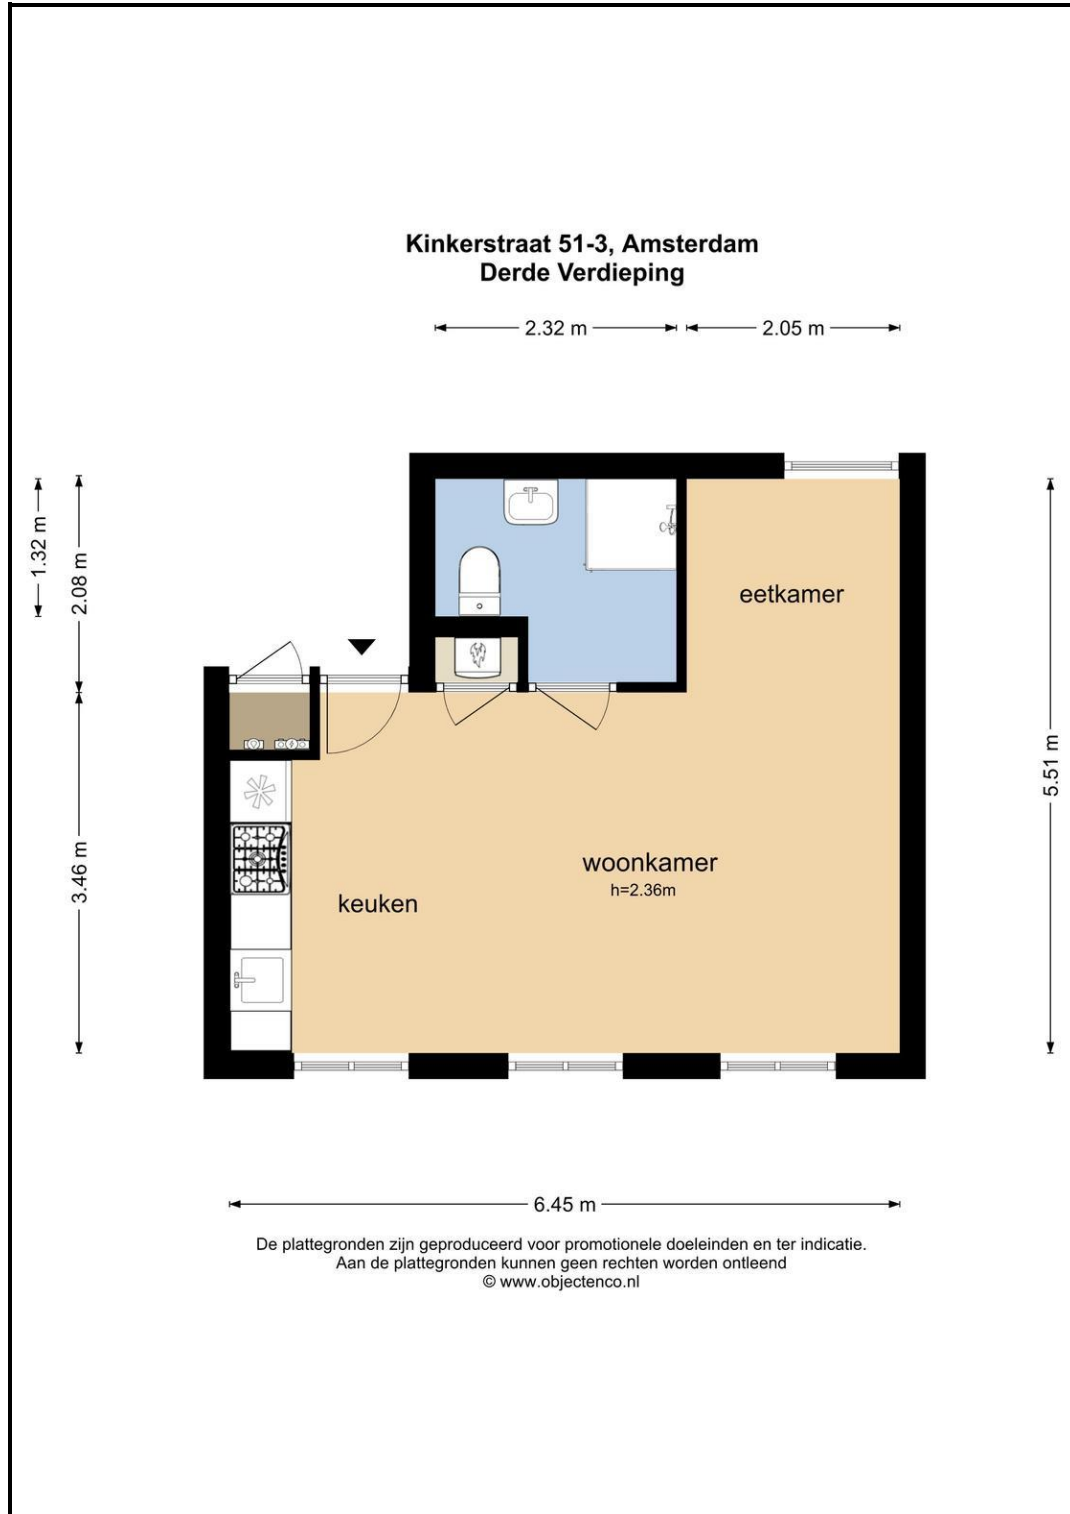 Kinkerstraat 51-3, Amsterdam
Derde Verdieping
2.32 m
2.05 m
1.32 m
2.08 m
eetkamer
5.51 m
3.46 m
woonkamer
h=2.36m
keuken
6.45 m
De plattegronden zijn geproduceerd voor promotionele doeleinden en ter indicatie.
Aan de plattegronden kunnen geen rechten worden ontleend
© www.objectenco.nl